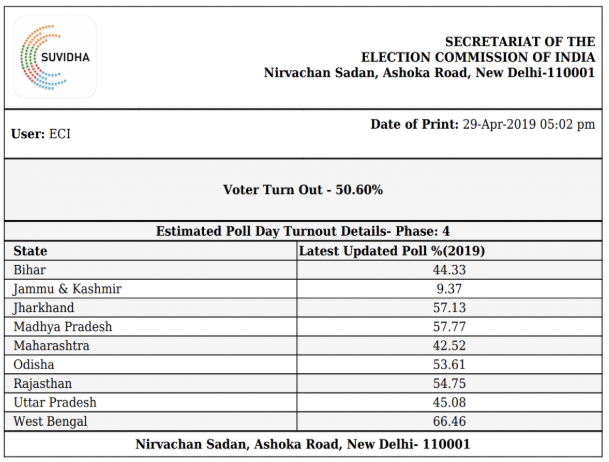 SUVIDHA
SECRETARIAT OF THE
ELECTION COMMISSION OF INDIA
Nirvachan Sadan, Ashoka Road, New Delhi-110001
User: ECI
Date of Print: 29-Apr-2019 05:02 pm
Voter Turn Out - 50.60%
Estimated Poll Day Turnout Details- Phase: 4
State Latest Updated Poll %(2019)
Bihar 44.33
Jammu & Kashmir 9.37
Jharkhand 57.13
Madhya Pradesh 57.77
Maharashtra 42.52
Odisha 53.61
Rajasthan 54.75
Uttar Pradesh 45.08
West Bengal 66.46
Nirvachan Sadan, Ashoka Road, New Delhi- 110001